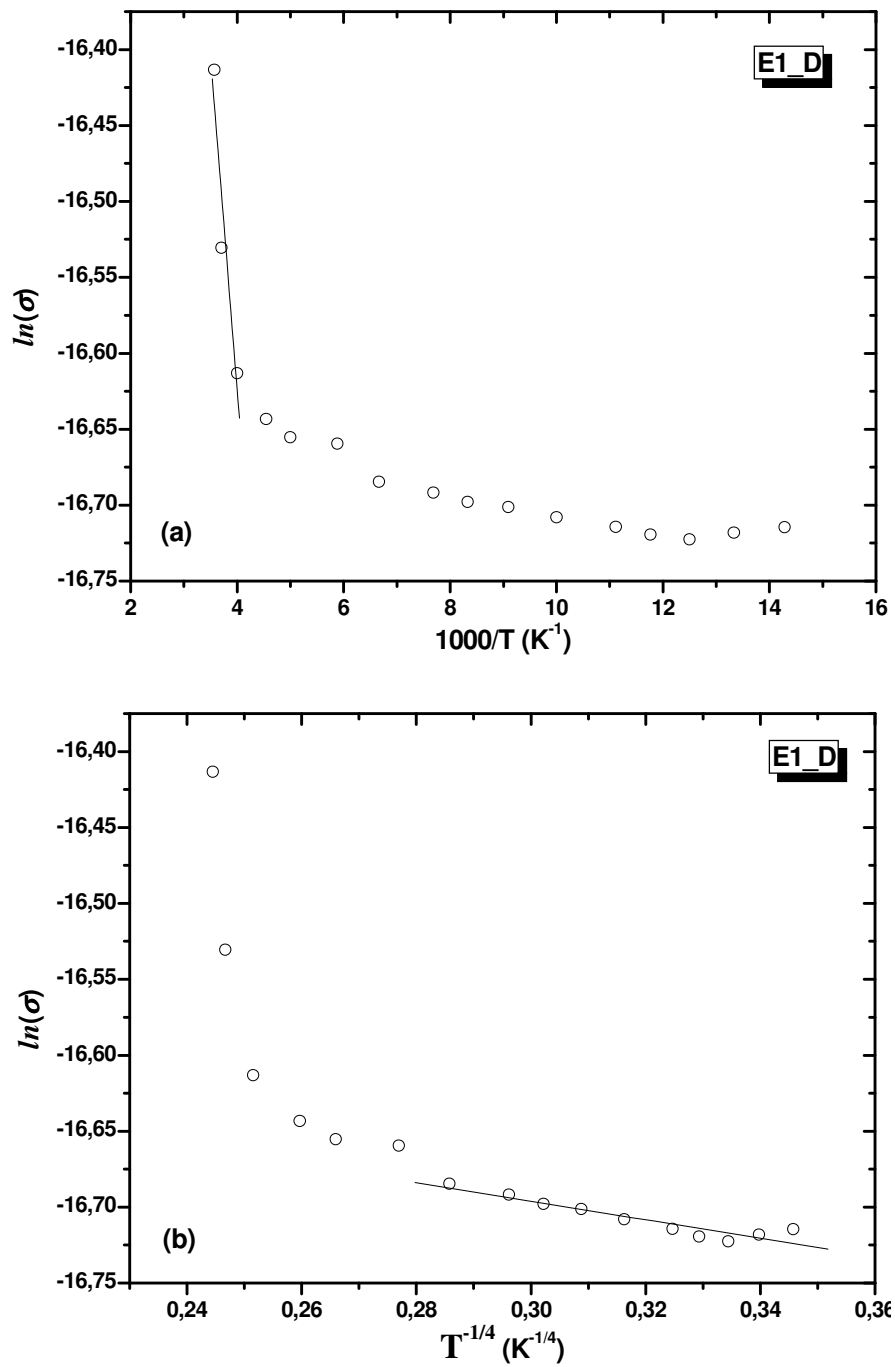 -16,40
-16,45
-16,50
-16,55
-16,60
-16,65
-16,70
-16,75
ln(σ)
E1_D
(a)
2 4 6 8 10 12 14 16
1000/T (K⁻¹)
-16,40
-16,45
-16,50
-16,55
-16,60
-16,65
-16,70
-16,75
ln(σ)
E1_D
(b)
0,24 0,26 0,28 0,30 0,32 0,34 0,36
T⁻¹/⁴ (K⁻¹/⁴)